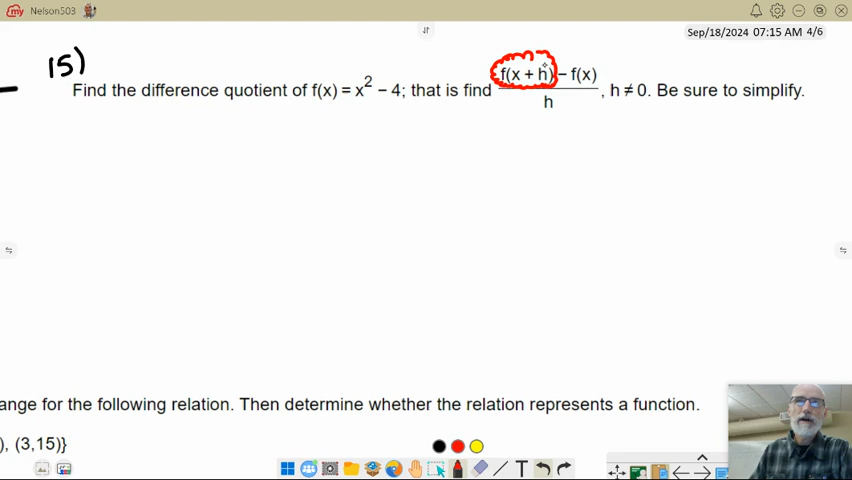 my Nelson503
Sep/18/2024 07:15 AM 4/6
15)
Find the difference quotient of f(x) = x² − 4; that is find f(x + h) − f(x) / h , h ≠ 0. Be sure to simplify.
ange for the following relation. Then determine whether the relation represents a function.
), (3,15)}
T